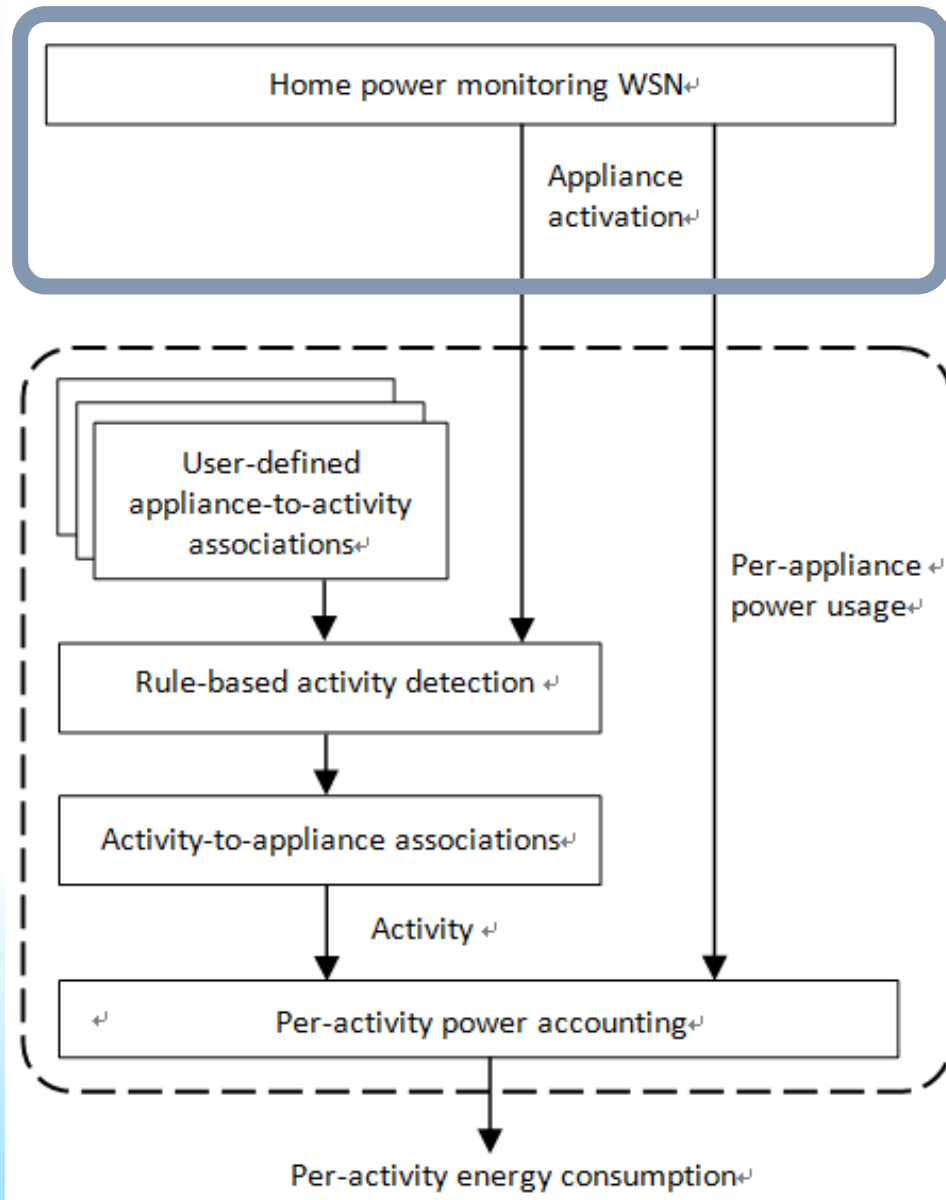 Home power monitoring WSN↵
Appliance
activation↵
User-defined
appliance-to-activity
associations↵
Per-appliance ↵
power usage↵
Rule-based activity detection ↵
Activity-to-appliance associations↵
Activity ↵
↵ Per-activity power accounting↵
Per-activity energy consumption↵